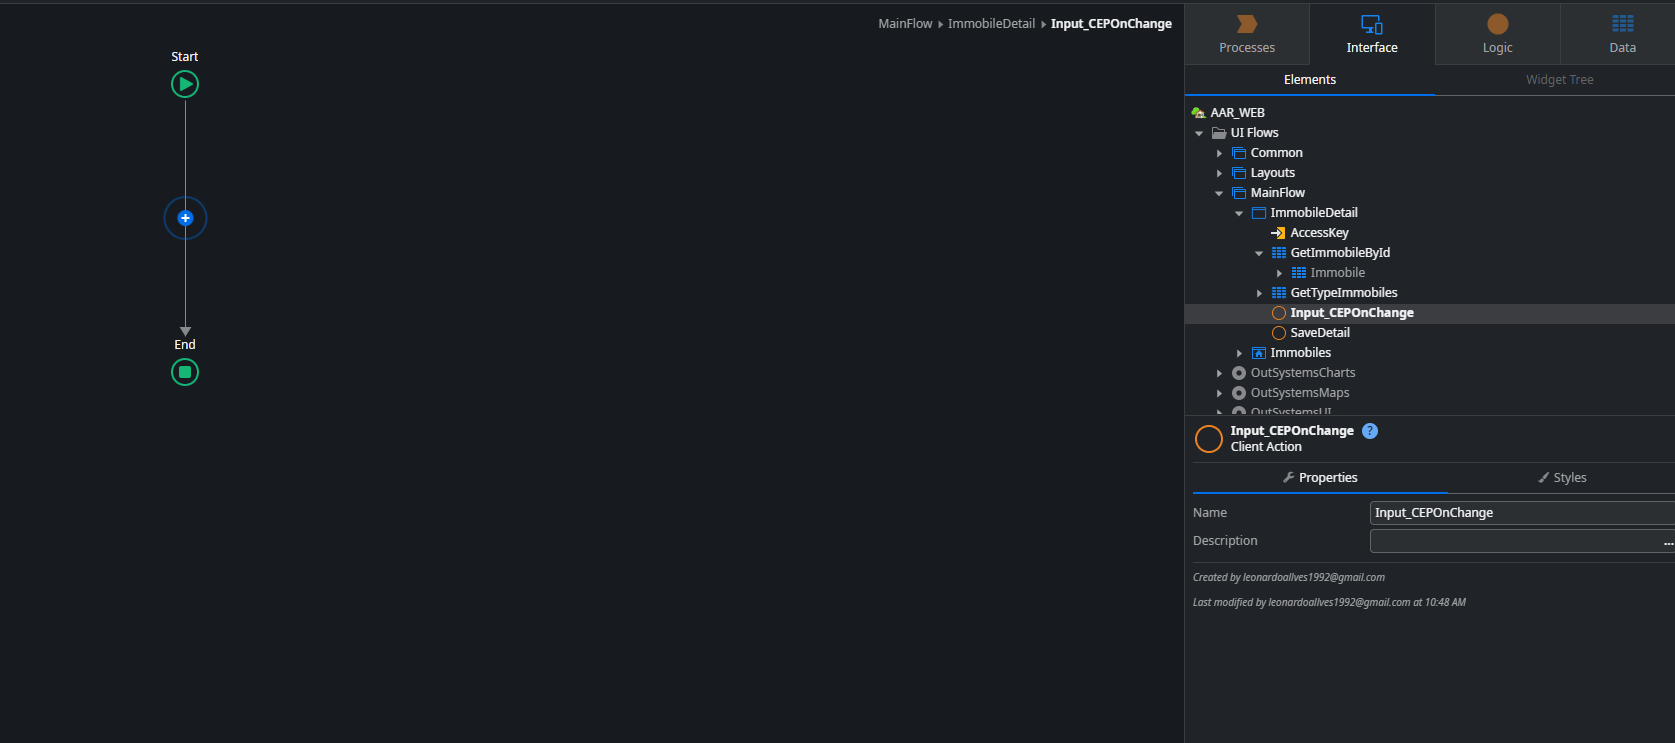 MainFlow ▸ ImmobileDetail ▸ Input_CEPOnChange
Start
End
Processes
Interface
Logic
Data
Elements
Widget Tree
AAR_WEB
UI Flows
Common
Layouts
MainFlow
ImmobileDetail
AccessKey
GetImmobileById
Immobile
GetTypeImmobiles
Input_CEPOnChange
SaveDetail
Immobiles
OutSystemsCharts
OutSystemsMaps
OutSystemsUI
Input_CEPOnChange ?
Client Action
Properties
Styles
Name Input_CEPOnChange
Description ...
Created by leonardoallves1992@gmail.com
Last modified by leonardoallves1992@gmail.com at 10:48 AM